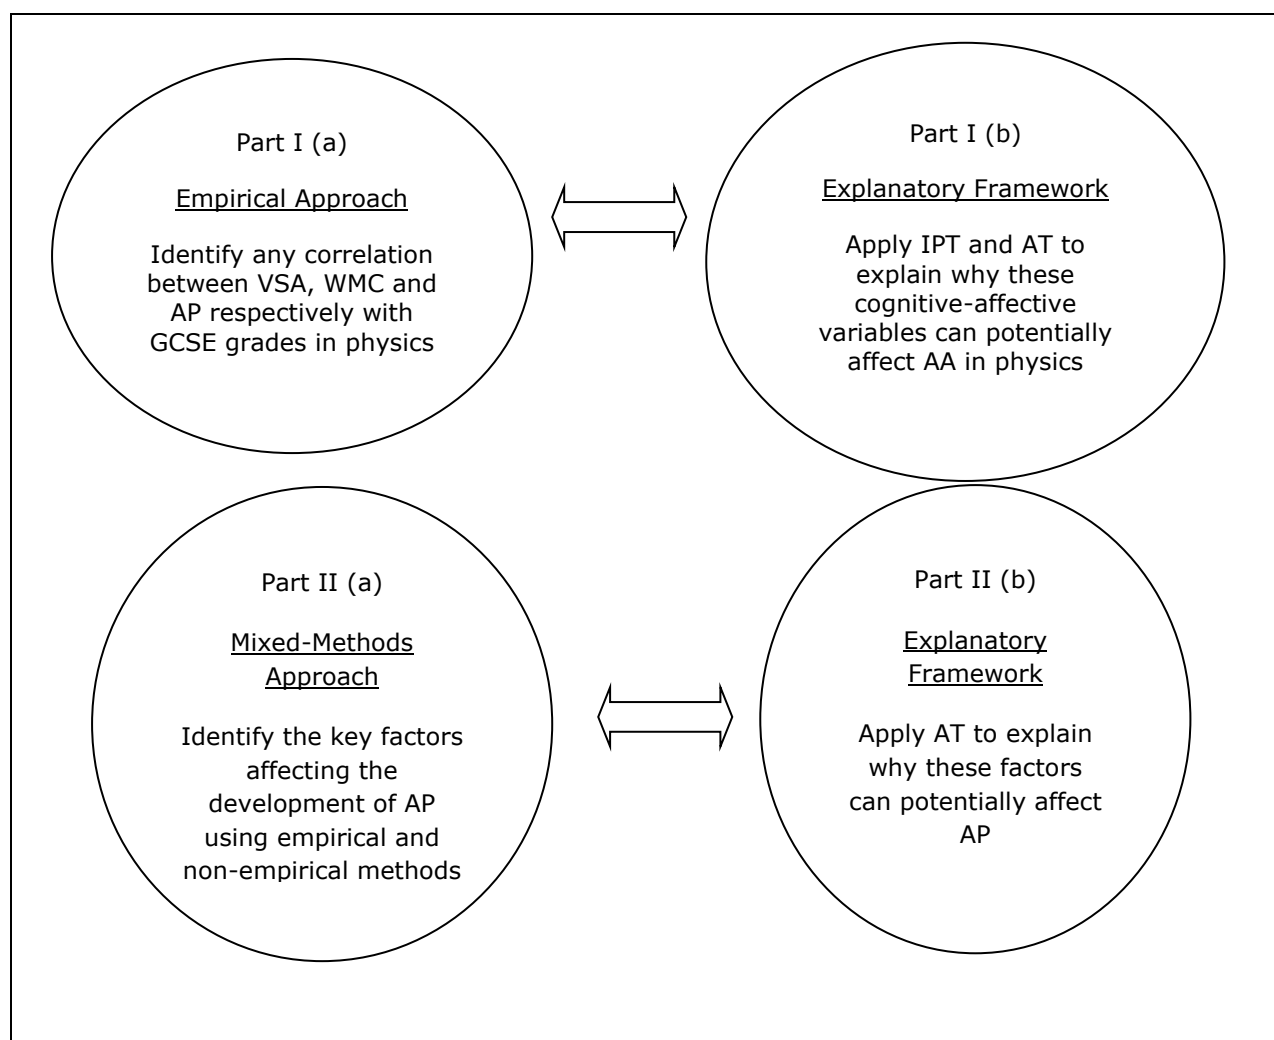 Part I (a)
Empirical Approach
Identify any correlation
between VSA, WMC and
AP respectively with
GCSE grades in physics
Part I (b)
Explanatory Framework
Apply IPT and AT to
explain why these
cognitive-affective
variables can potentially
affect AA in physics
Part II (a)
Mixed-Methods
Approach
Identify the key factors
affecting the
development of AP
using empirical and
non-empirical methods
Part II (b)
Explanatory
Framework
Apply AT to explain
why these factors
can potentially affect
AP